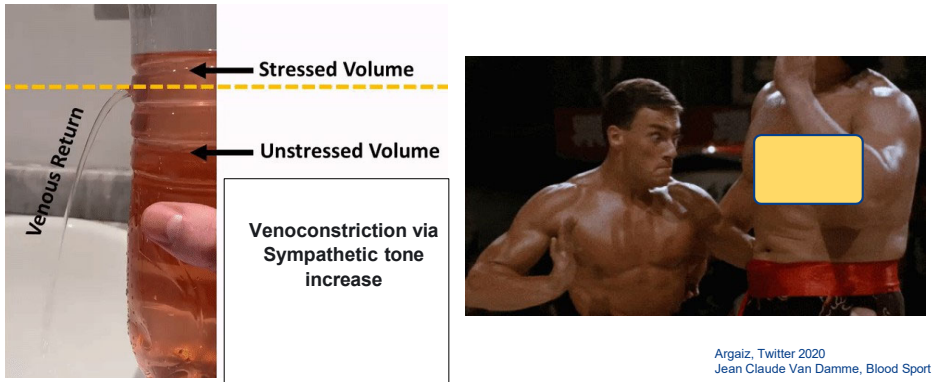 Stressed Volume
Venous Return
Unstressed Volume
Venoconstriction via
Sympathetic tone
increase
Argaiz, Twitter 2020
Jean Claude Van Damme, Blood Sport